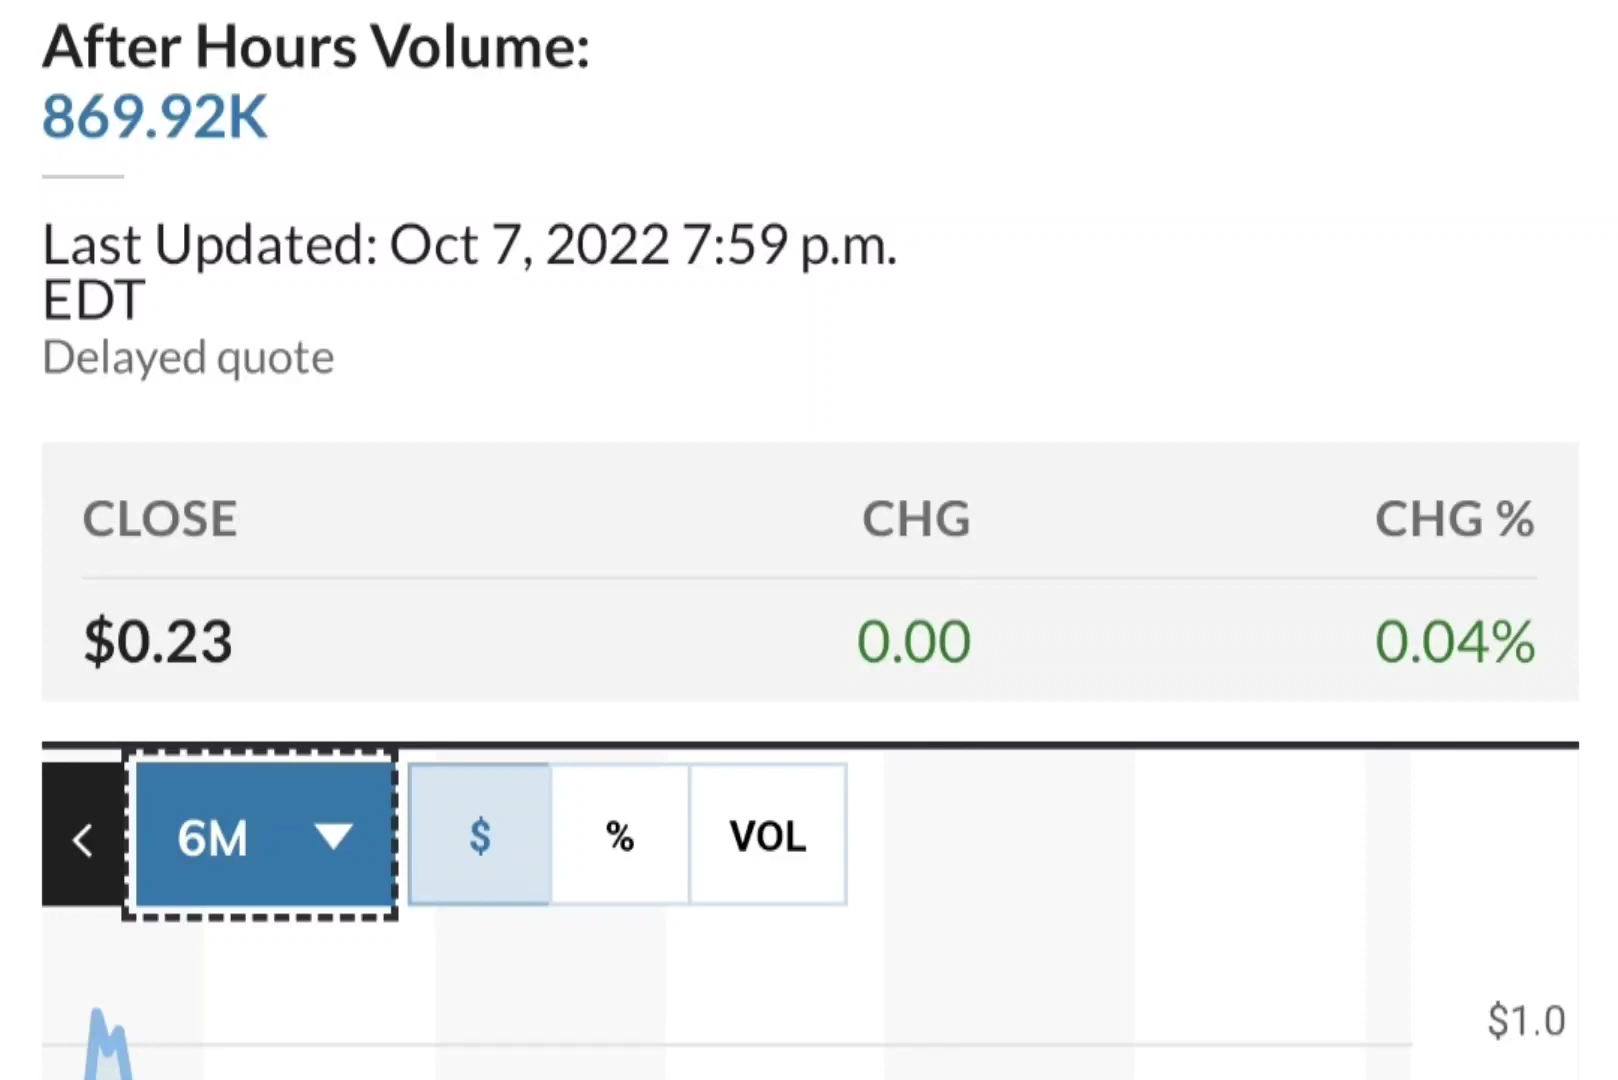 After Hours Volume:
869.92K
Last Updated: Oct 7, 2022 7:59 p.m.
EDT
Delayed quote
CLOSE CHG CHG %
$0.23 0.00 0.04%
6M $ % VOL
$1.0